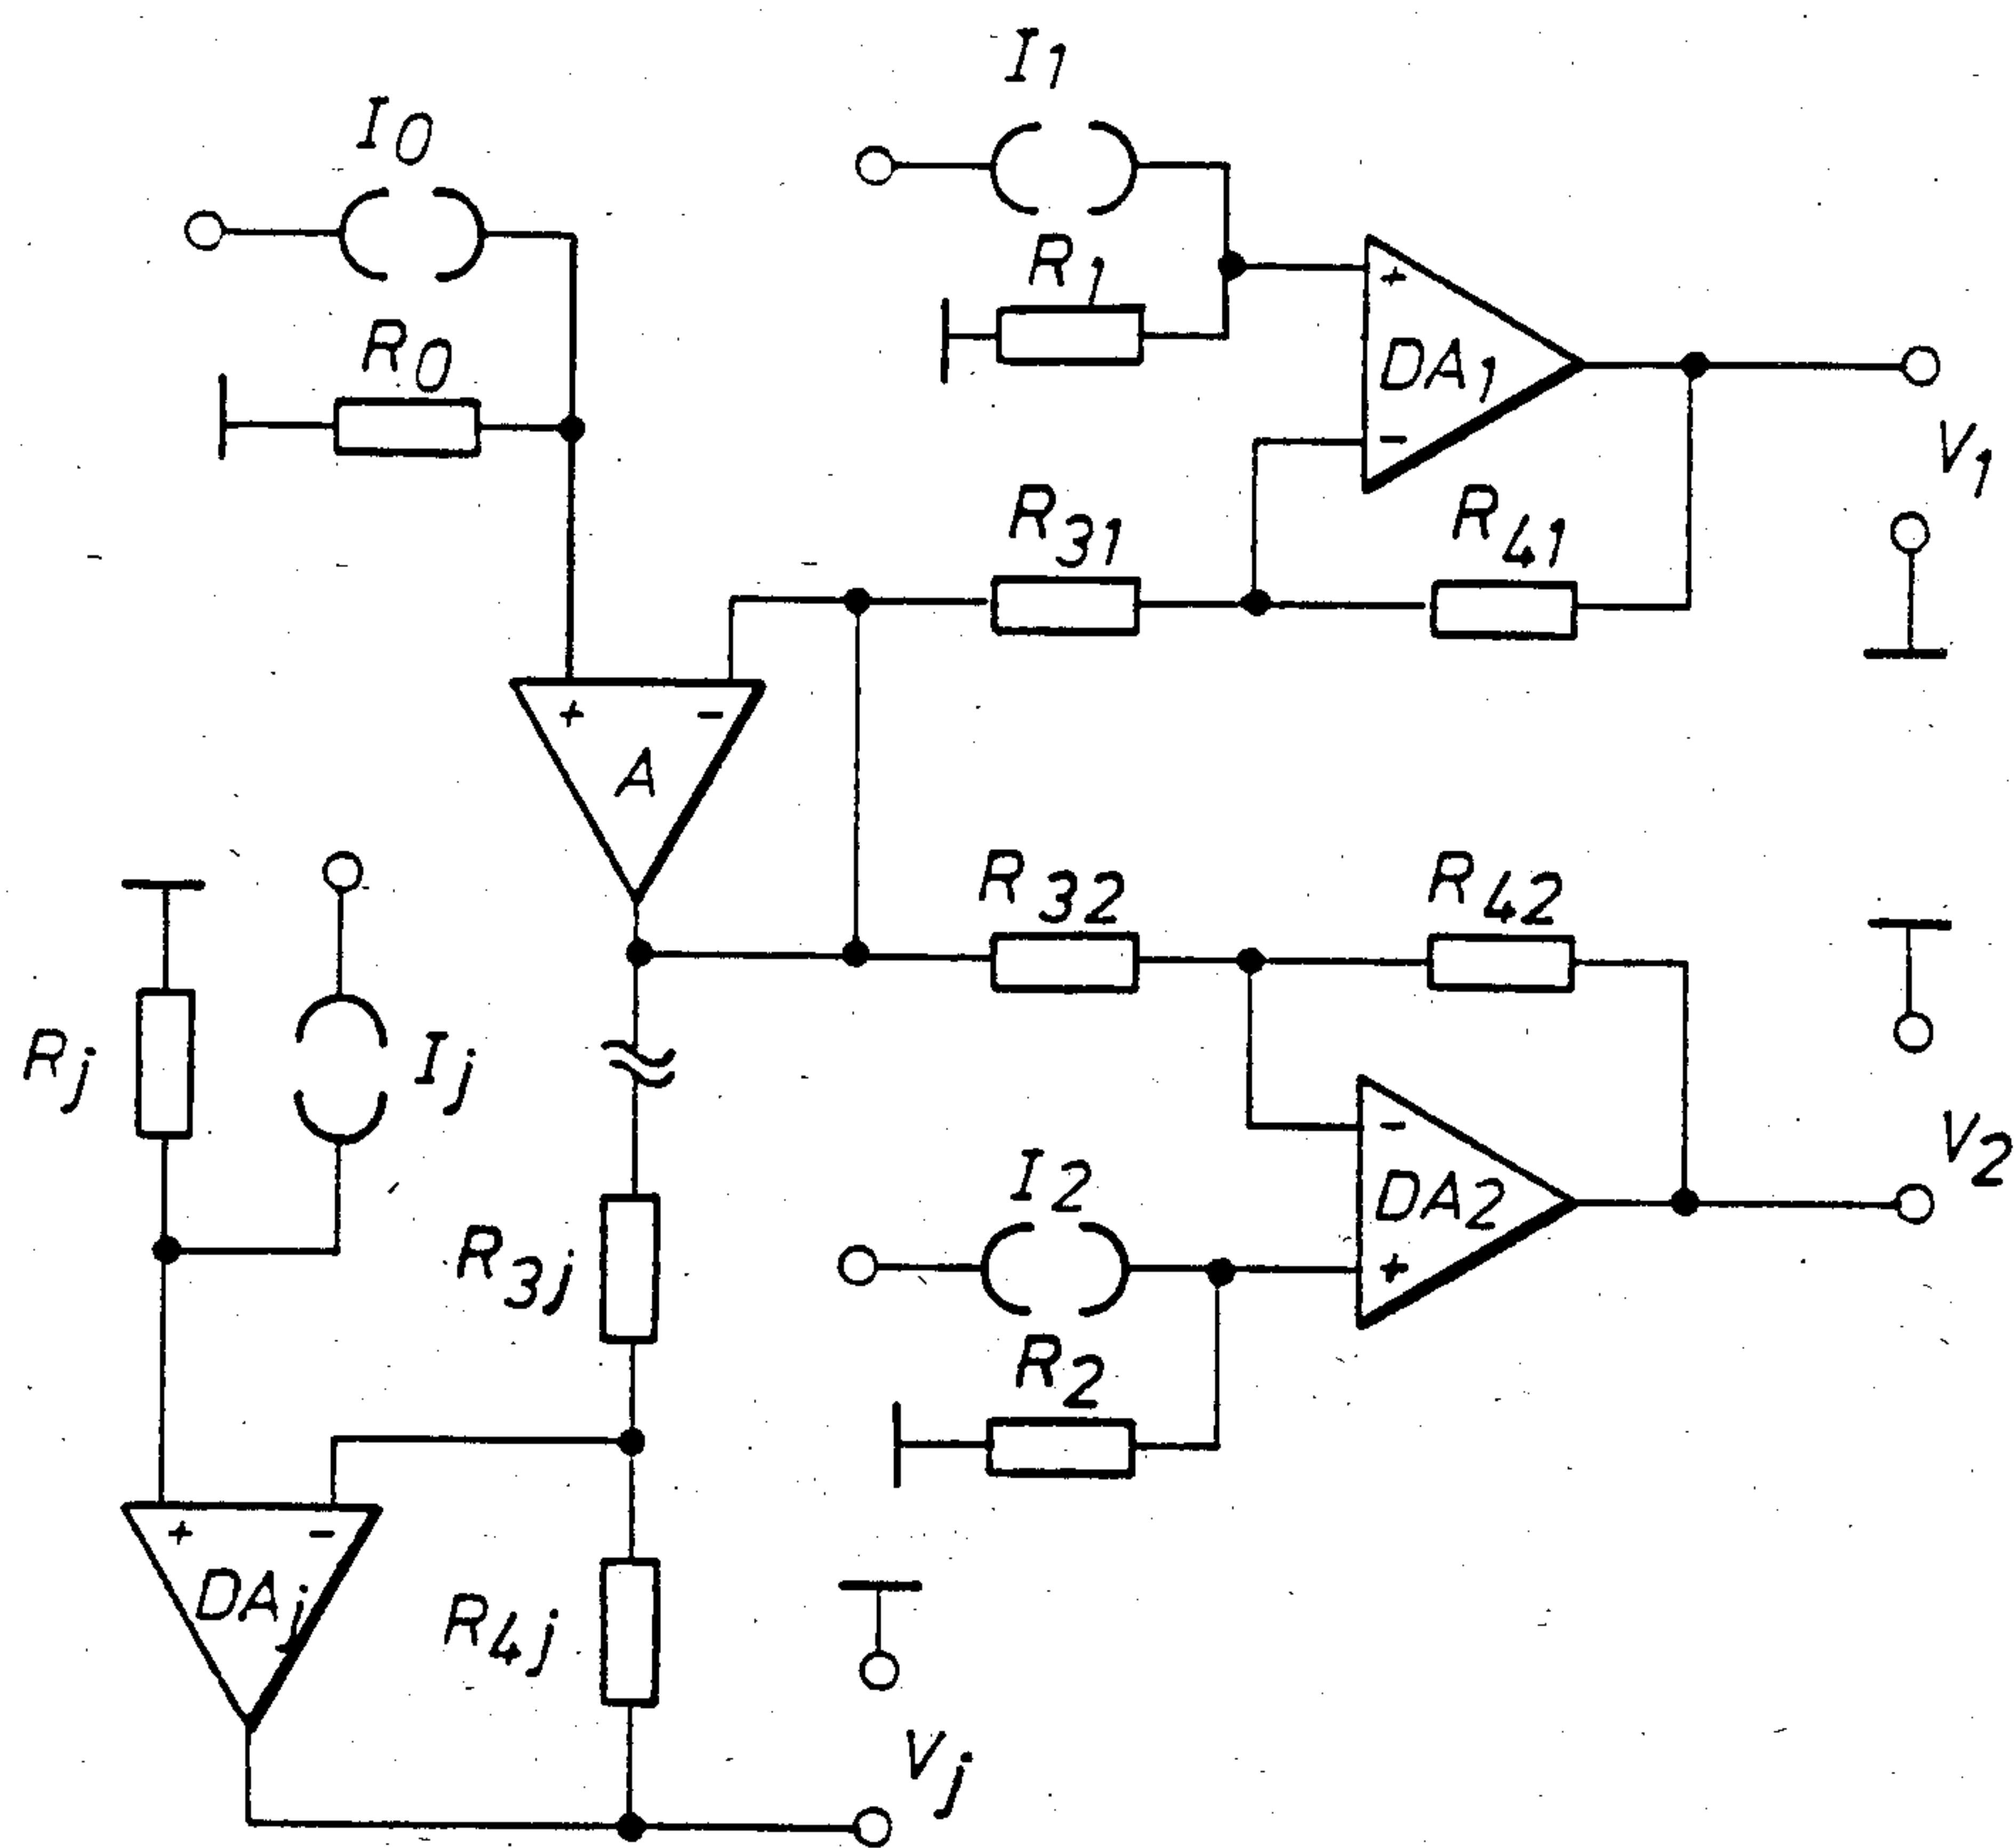 I1
I0
R1
+
R0
DA1
-
V1
R31
R41
+ -
A
R32
R42
Rj
Ij
-
V2
I2
DA2
R3j
+
R2
+ -
DAj
R4j
Vj